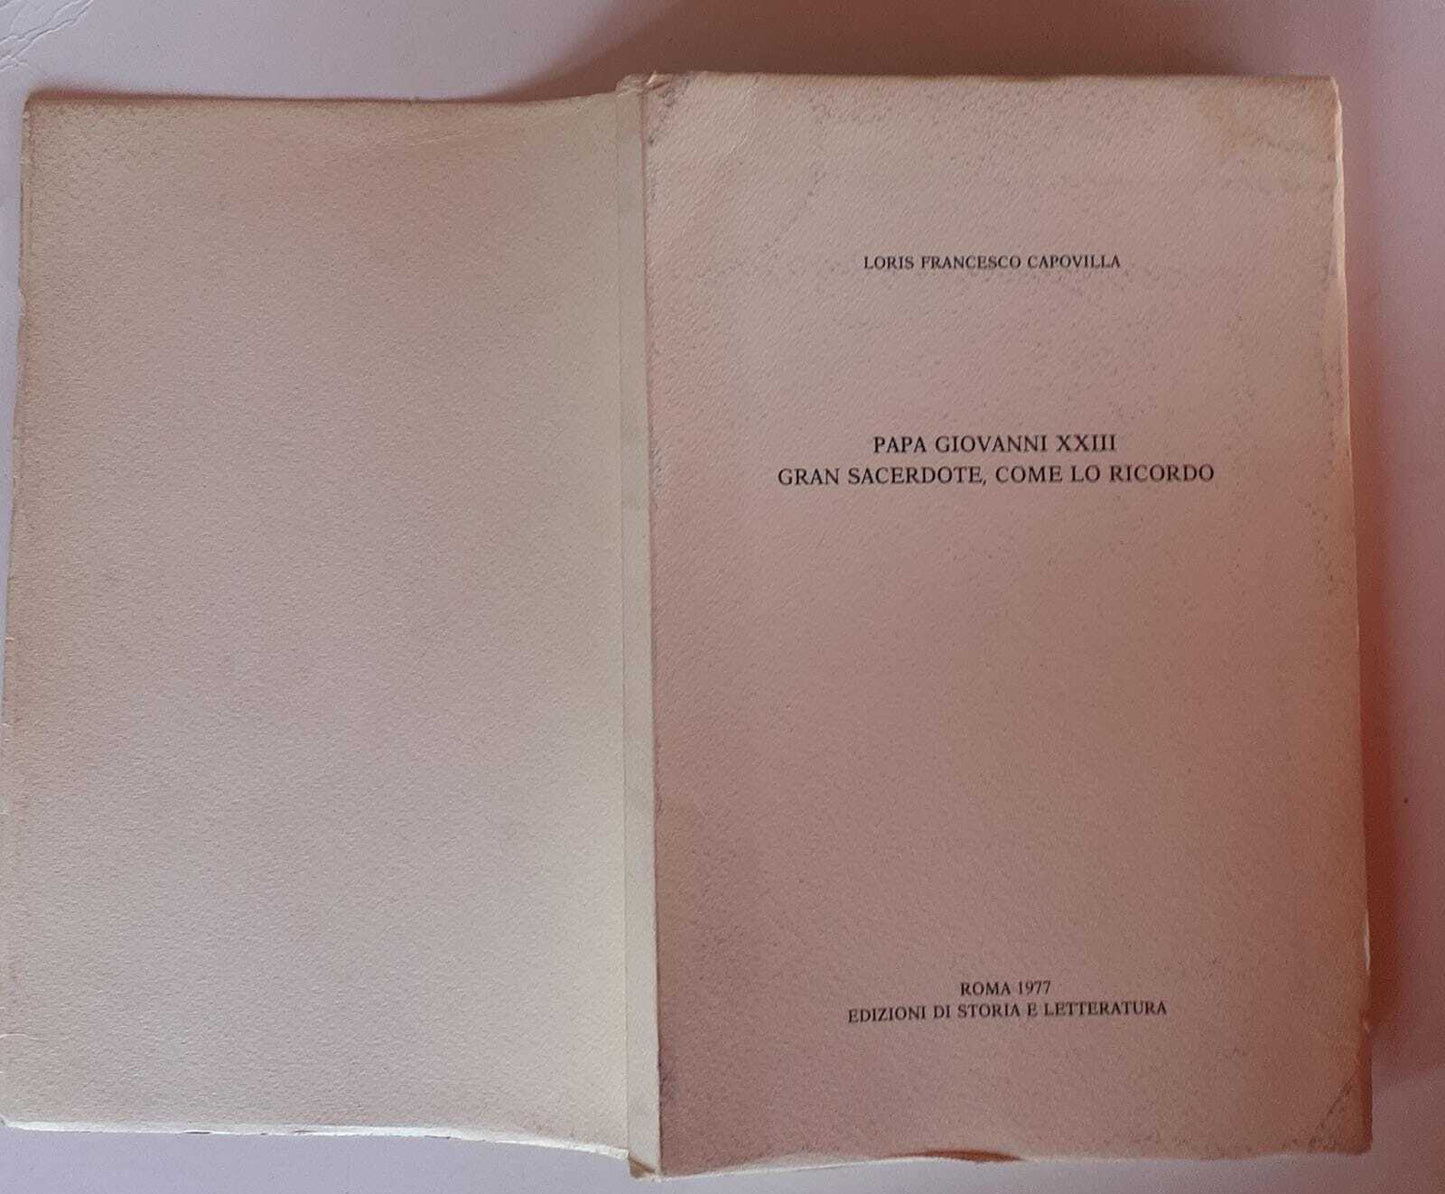 LORIS FRANCESCO CAPOVILLA
PAPA GIOVANNI XXIII
GRAN SACERDOTE, COME LO RICORDO
ROMA 1977
EDIZIONI DI STORIA E LETTERATURA